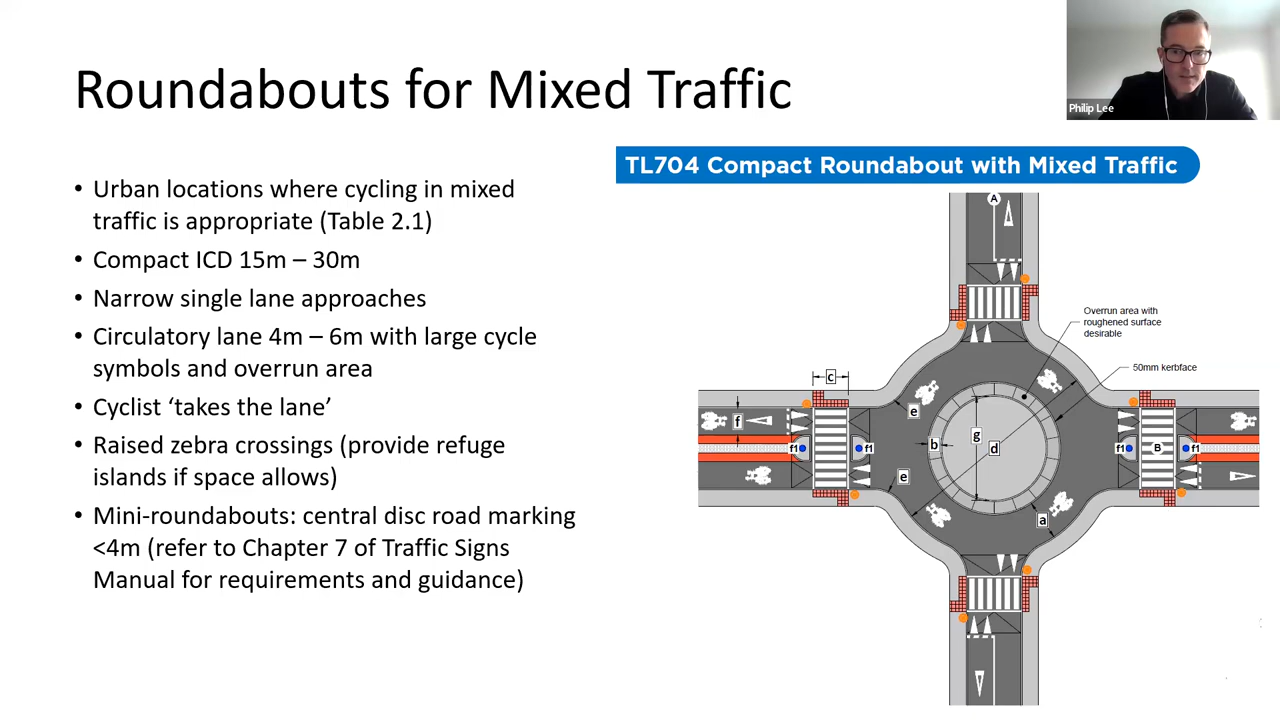 Roundabouts for Mixed Traffic
Philip Lee
• Urban locations where cycling in mixed
traffic is appropriate (Table 2.1)
• Compact ICD 15m – 30m
• Narrow single lane approaches
• Circulatory lane 4m – 6m with large cycle
symbols and overrun area
• Cyclist ‘takes the lane’
• Raised zebra crossings (provide refuge
islands if space allows)
• Mini-roundabouts: central disc road marking
<4m (refer to Chapter 7 of Traffic Signs
Manual for requirements and guidance)
TL704 Compact Roundabout with Mixed Traffic
A
Overrun area with
roughened surface
desirable
50mm kerbface
c
e
f
g
b
d
f1
f1
f1
B
f1
e
a